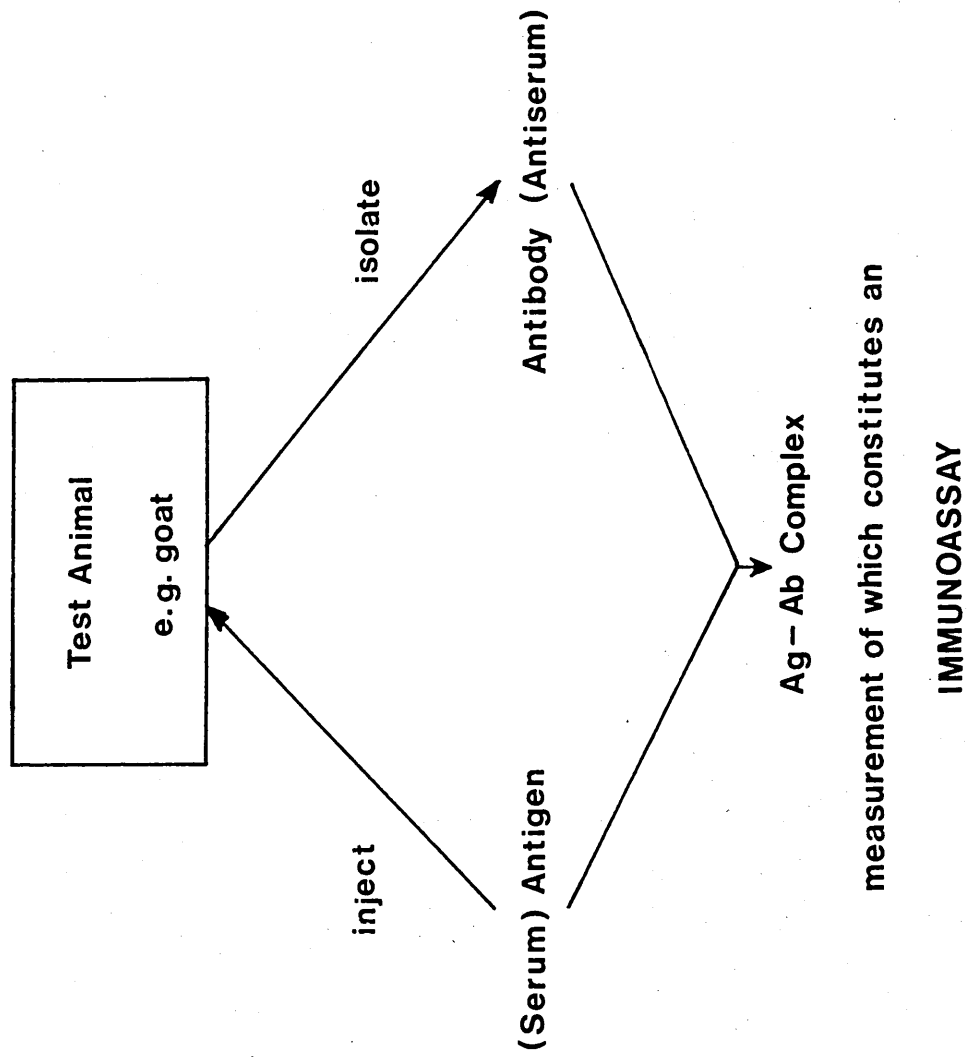 Test Animal
e.g. goat
inject
isolate
(Serum) Antigen
Antibody (Antiserum)
Ag–Ab Complex
measurement of which constitutes an
IMMUNOASSAY